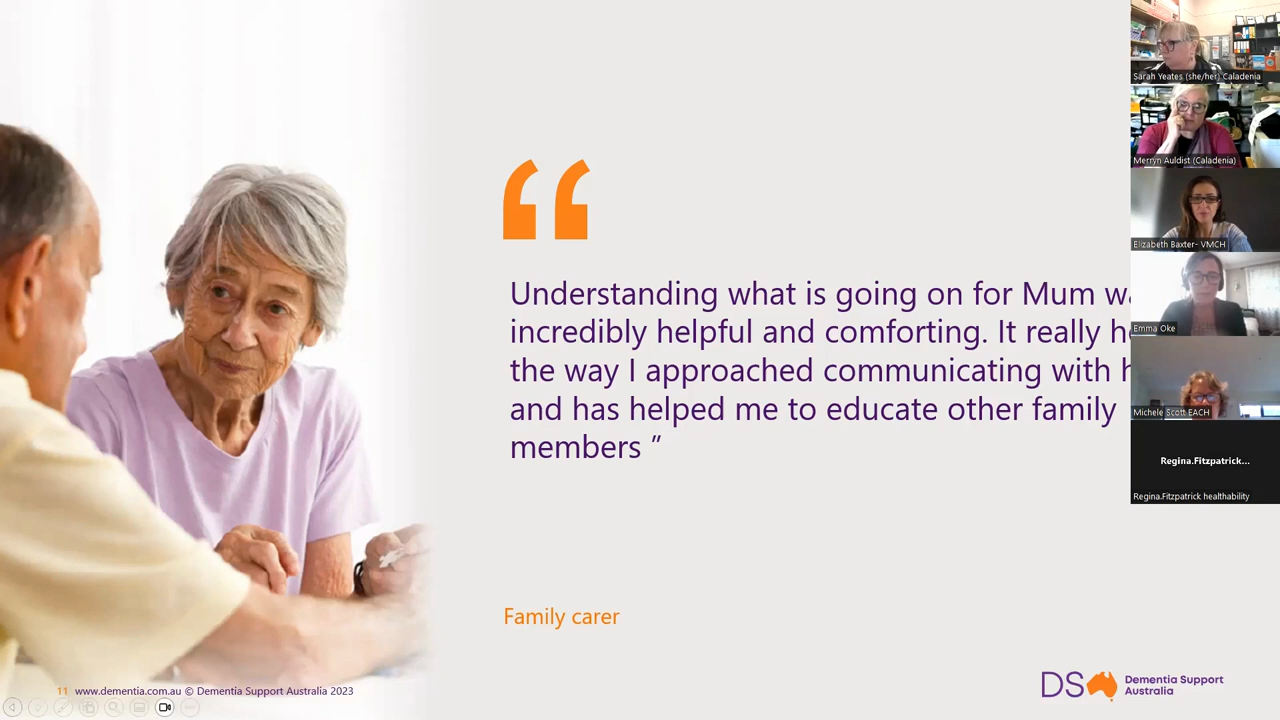 “
Understanding what is going on for Mum wa
incredibly helpful and comforting. It really he
the way I approached communicating with h
and has helped me to educate other family
members ”
Family carer
11 www.dementia.com.au © Dementia Support Australia 2023
DS
Dementia Support
Australia
Sarah Yeates (she/her) Caladenia
Merryn Auldist (Caladenia)
Elizabeth Baxter- VMCH
Emma Oke
Michele Scott EACH
Regina.Fitzpatrick...
Regina.Fitzpatrick healthability